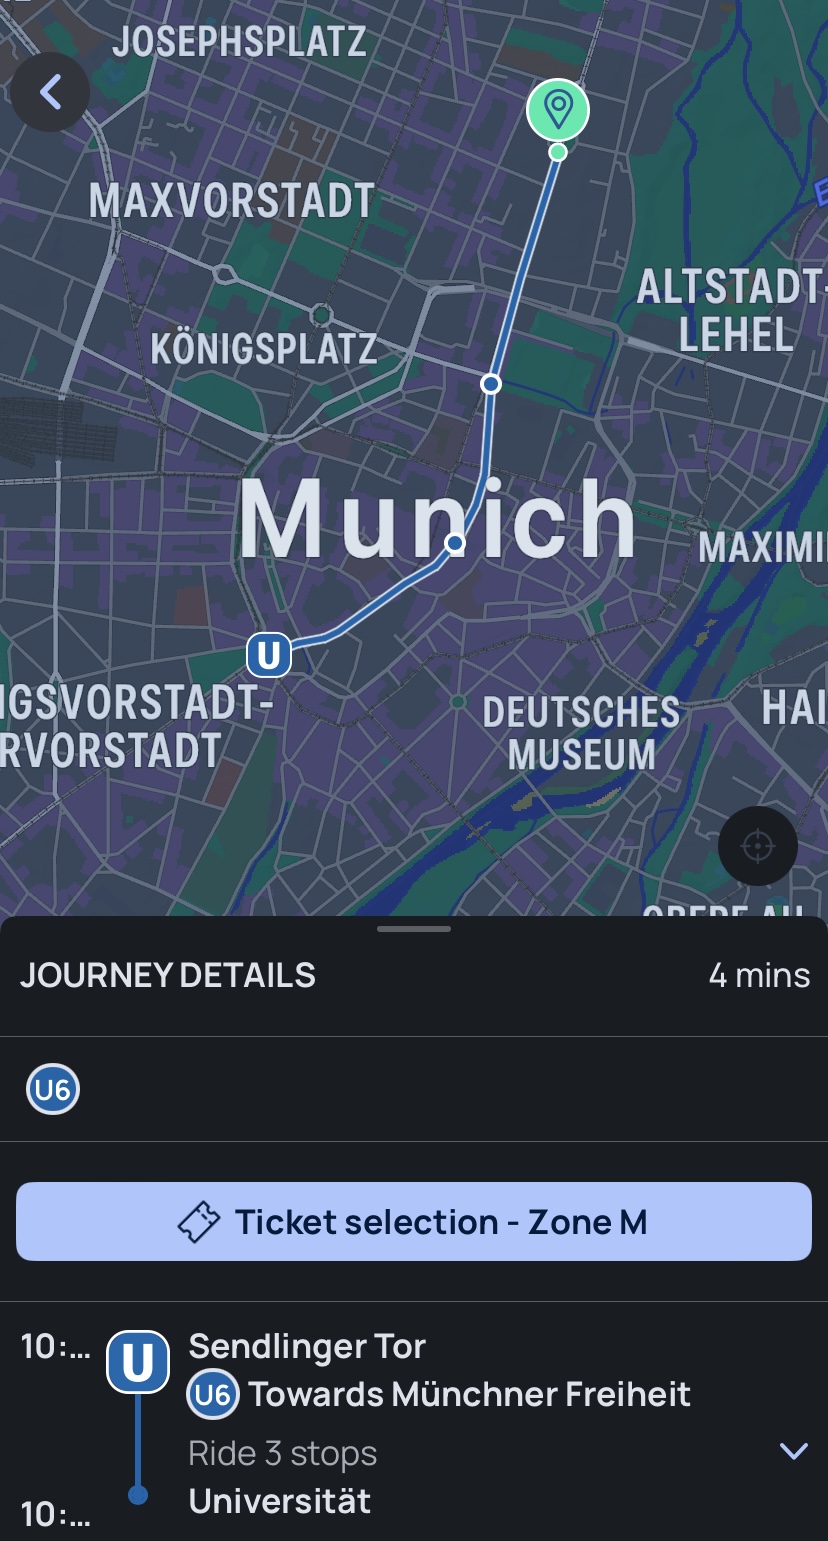 JOSEPHSPLATZ
MAXVORSTADT
ALTSTADT-
LEHEL
KÖNIGSPLATZ
Munich
MAXIMI
U
IGSVORSTADT-
RVORSTADT
DEUTSCHES
MUSEUM
HAI
JOURNEY DETAILS
4 mins
U6
Ticket selection - Zone M
10:...
U
Sendlinger Tor
U6 Towards Münchner Freiheit
Ride 3 stops
Universität
10:...